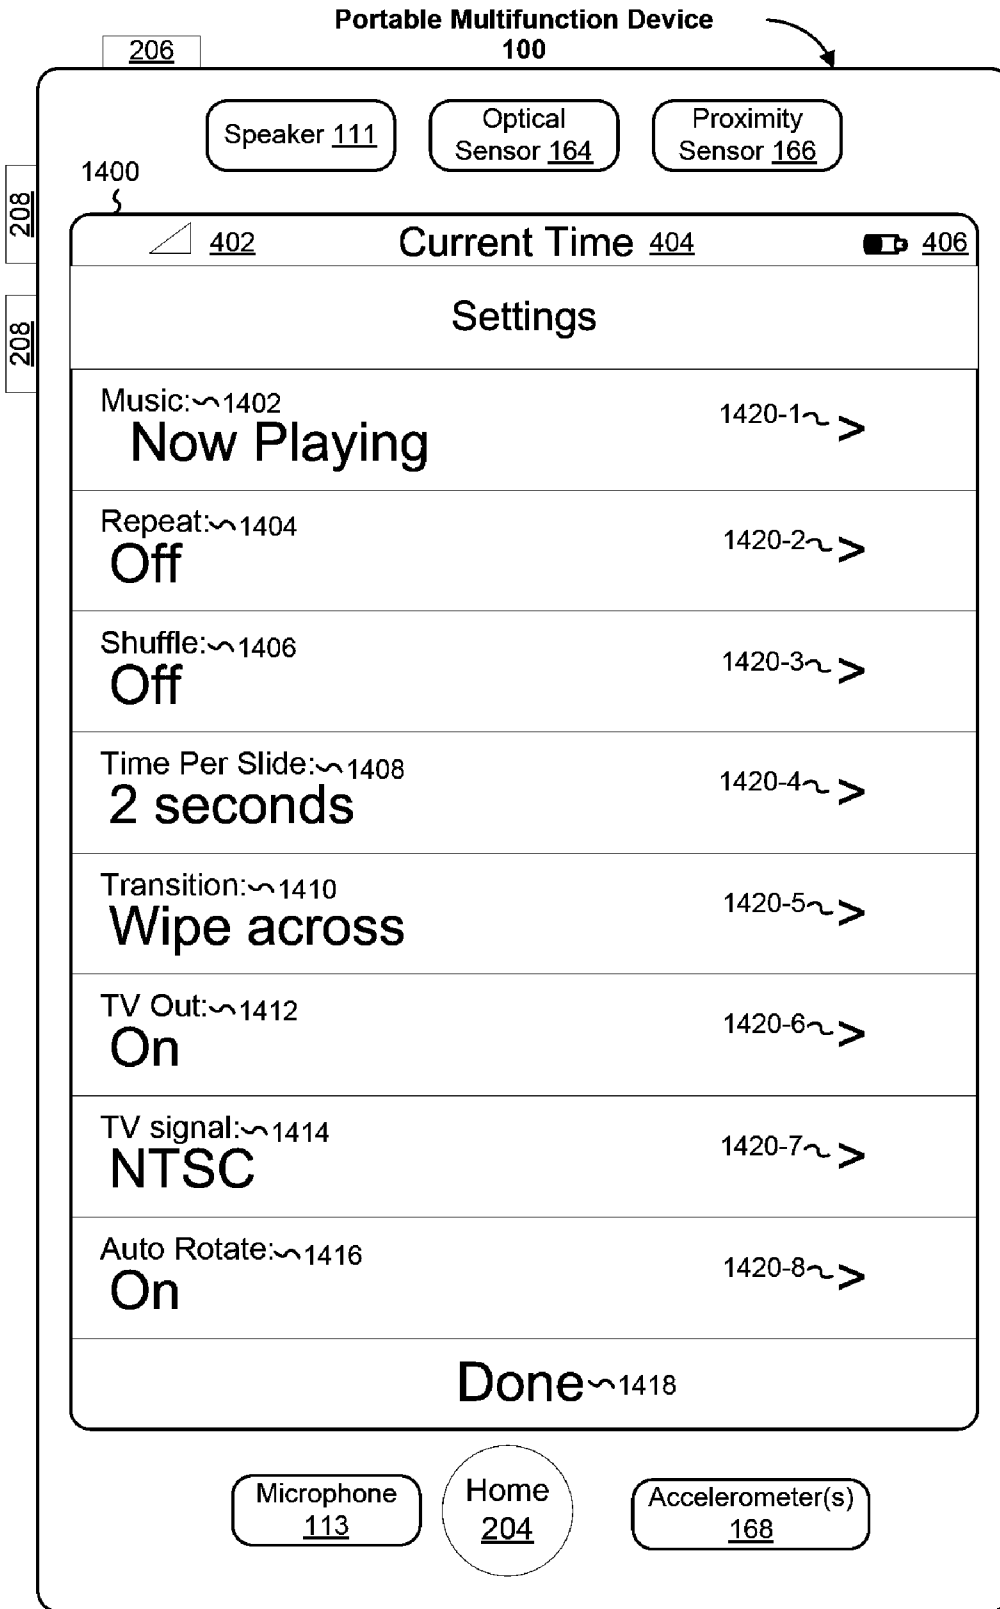 Portable Multifunction Device
100
206
Speaker 111
Optical
Sensor 164
Proximity
Sensor 166
208
208
1400
402
Current Time 404
406
Settings
Music: 1402
Now Playing
1420-1 >
Repeat: 1404
Off
1420-2 >
Shuffle: 1406
Off
1420-3 >
Time Per Slide: 1408
2 seconds
1420-4 >
Transition: 1410
Wipe across
1420-5 >
TV Out: 1412
On
1420-6 >
TV signal: 1414
NTSC
1420-7 >
Auto Rotate: 1416
On
1420-8 >
Done 1418
Microphone
113
Home
204
Accelerometer(s)
168